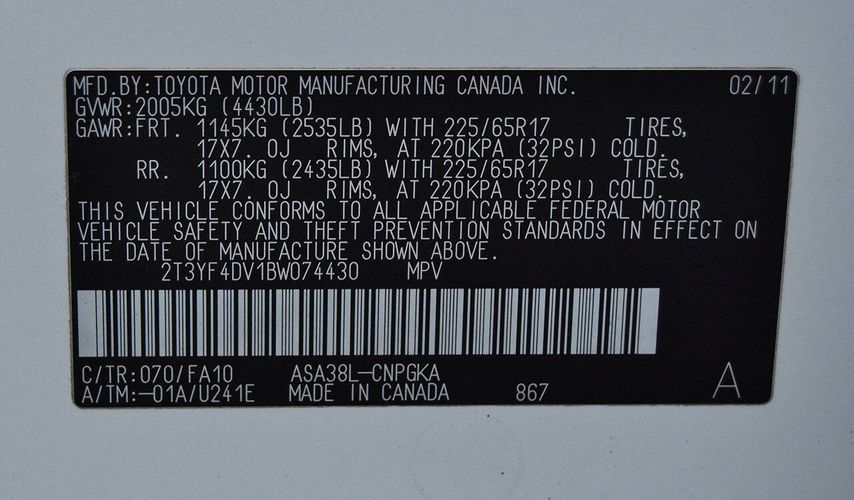 MFD.BY:TOYOTA MOTOR MANUFACTURING CANADA INC. 02/11
GVWR:2005KG (4430LB)
GAWR:FRT. 1145KG (2535LB) WITH 225/65R17 TIRES,
17X7. OJ RIMS, AT 220KPA (32PSI) COLD.
RR. 1100KG (2435LB) WITH 225/65R17 TIRES,
17X7. OJ RIMS, AT 220KPA (32PSI) COLD.
THIS VEHICLE CONFORMS TO ALL APPLICABLE FEDERAL MOTOR
VEHICLE SAFETY AND THEFT PREVENTION STANDARDS IN EFFECT ON
THE DATE OF MANUFACTURE SHOWN ABOVE.
2T3YF4DV1BW074430 MPV
C/TR:070/FA10 ASA38L-CNPGKA
A/TM:-01A/U241E MADE IN CANADA 867 A